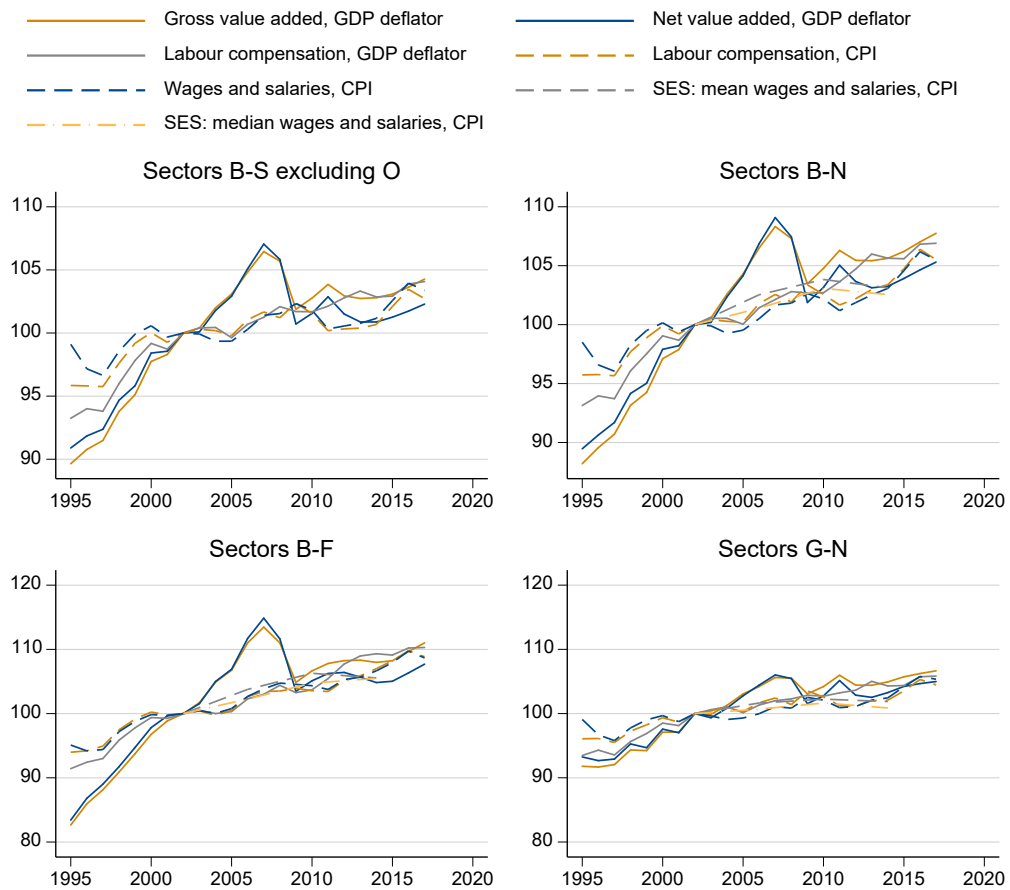 Gross value added, GDP deflator
Net value added, GDP deflator
Labour compensation, GDP deflator
Labour compensation, CPI
Wages and salaries, CPI
SES: mean wages and salaries, CPI
SES: median wages and salaries, CPI
Sectors B-S excluding O
110
105
100
95
90
1995 2000 2005 2010 2015 2020
Sectors B-N
110
105
100
95
90
1995 2000 2005 2010 2015 2020
Sectors B-F
120
110
100
90
80
1995 2000 2005 2010 2015 2020
Sectors G-N
120
110
100
90
80
1995 2000 2005 2010 2015 2020